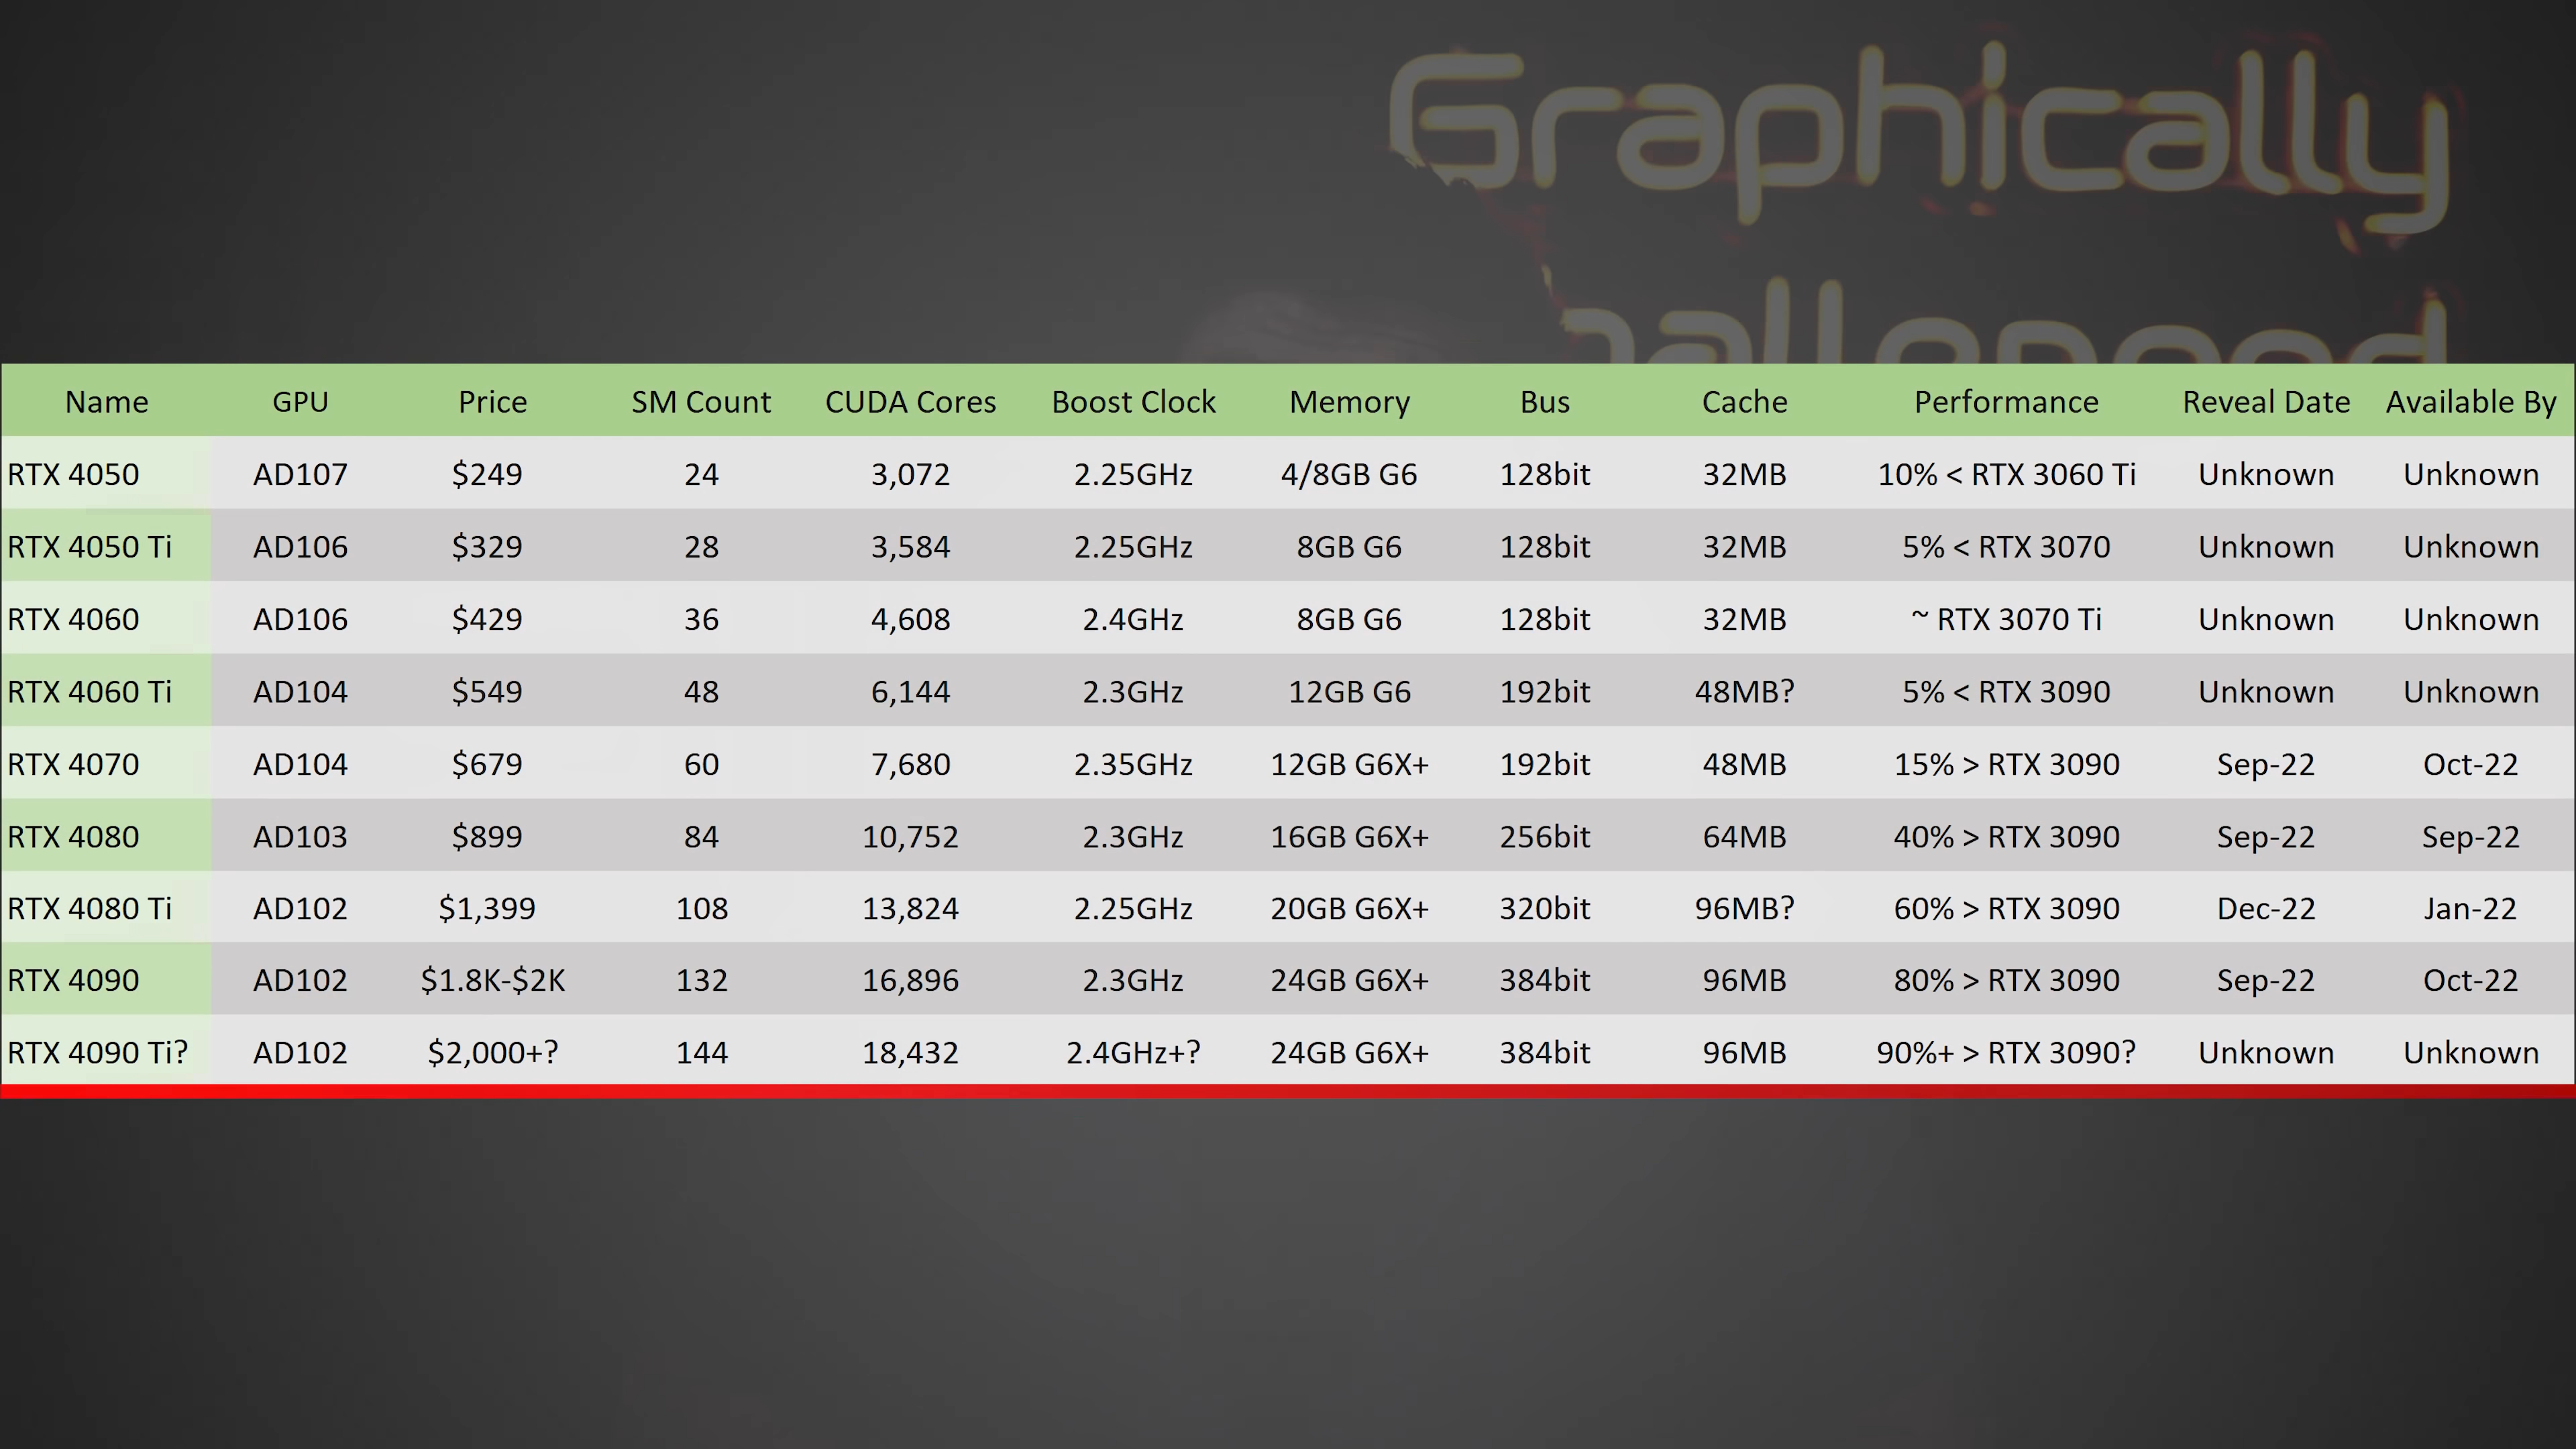 Graphically
Name GPU Price SM Count CUDA Cores Boost Clock Memory Bus Cache Performance Reveal Date Available By
RTX 4050 AD107 $249 24 3,072 2.25GHz 4/8GB G6 128bit 32MB 10% < RTX 3060 Ti Unknown Unknown
RTX 4050 Ti AD106 $329 28 3,584 2.25GHz 8GB G6 128bit 32MB 5% < RTX 3070 Unknown Unknown
RTX 4060 AD106 $429 36 4,608 2.4GHz 8GB G6 128bit 32MB ~ RTX 3070 Ti Unknown Unknown
RTX 4060 Ti AD104 $549 48 6,144 2.3GHz 12GB G6 192bit 48MB? 5% < RTX 3090 Unknown Unknown
RTX 4070 AD104 $679 60 7,680 2.35GHz 12GB G6X+ 192bit 48MB 15% > RTX 3090 Sep-22 Oct-22
RTX 4080 AD103 $899 84 10,752 2.3GHz 16GB G6X+ 256bit 64MB 40% > RTX 3090 Sep-22 Sep-22
RTX 4080 Ti AD102 $1,399 108 13,824 2.25GHz 20GB G6X+ 320bit 96MB? 60% > RTX 3090 Dec-22 Jan-22
RTX 4090 AD102 $1.8K-$2K 132 16,896 2.3GHz 24GB G6X+ 384bit 96MB 80% > RTX 3090 Sep-22 Oct-22
RTX 4090 Ti? AD102 $2,000+? 144 18,432 2.4GHz+? 24GB G6X+ 384bit 96MB 90%+ > RTX 3090? Unknown Unknown